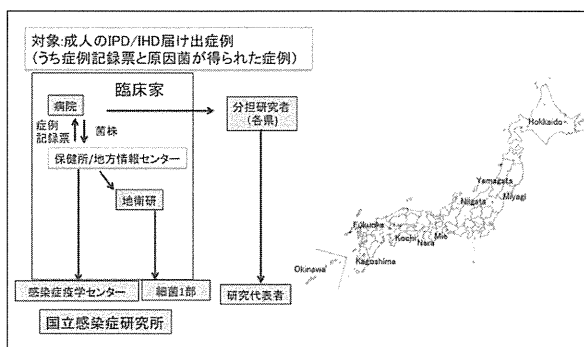 対象:成人のIPD/IHD届け出症例
(うち症例記録票と原因菌が得られた症例)
臨床家
病院
症例
記録票
菌株
分担研究者
(各県)
保健所/地方情報センター
地衛研
感染症疫学センター
細菌1部
研究代表者
国立感染症研究所
Hokkaido
Yamagata
Miyagi
Niigata
Fukuoka
Kochi
Mie
Nara
Kagoshima
Okinawa